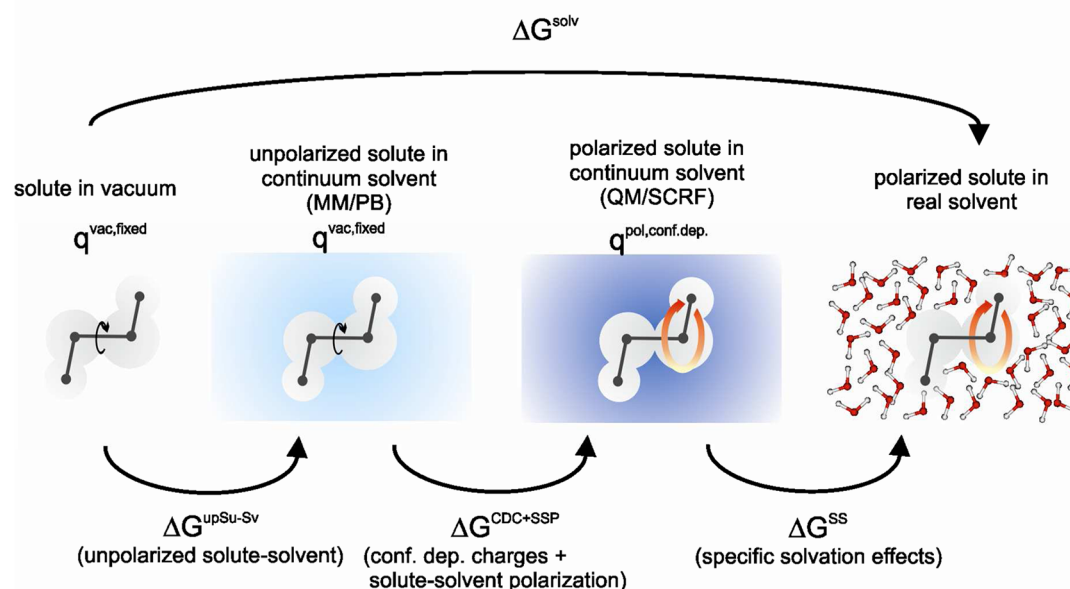 ΔG^solv
solute in vacuum
q^vac,fixed
unpolarized solute in
continuum solvent
(MM/PB)
q^vac,fixed
polarized solute in
continuum solvent
(QM/SCRF)
q^pol,conf.dep.
polarized solute in
real solvent
ΔG^upSu-Sv
(unpolarized solute-solvent)
ΔG^CDC+SSP
(conf. dep. charges +
solute-solvent polarization)
ΔG^SS
(specific solvation effects)